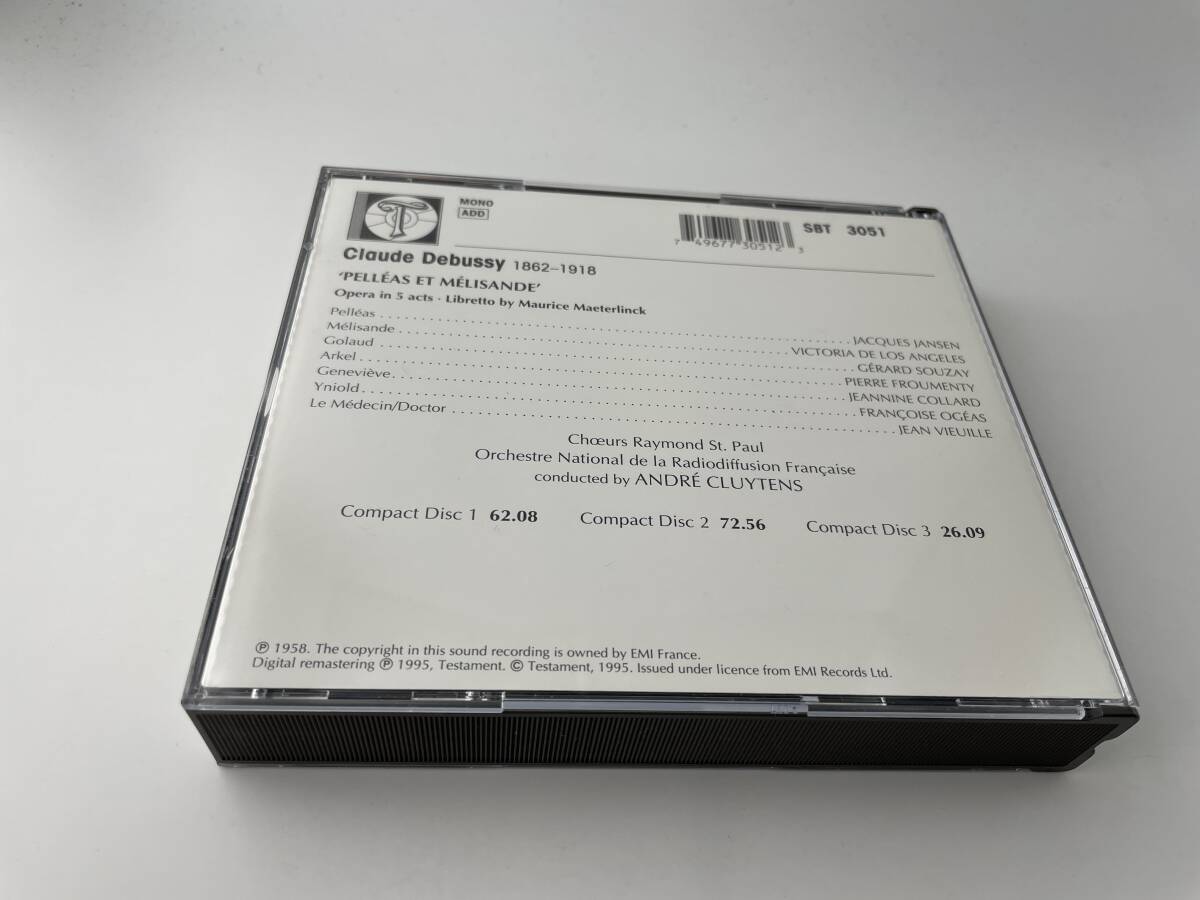 T
MONO
ADD
7 49677 30512 3
SBT 3051
Claude Debussy 1862–1918
'PELLÉAS ET MÉLISANDE'
Opera in 5 acts · Libretto by Maurice Maeterlinck
Pelléas . . . . . JACQUES JANSEN
Mélisande . . . . . VICTORIA DE LOS ANGELES
Golaud . . . . . GÉRARD SOUZAY
Arkel . . . . . PIERRE FROUMENTY
Geneviève . . . . . JEANNINE COLLARD
Yniold . . . . . FRANÇOISE OGÉAS
Le Médecin/Doctor . . . . . JEAN VIEUILLE
Chœurs Raymond St. Paul
Orchestre National de la Radiodiffusion Française
conducted by ANDRÉ CLUYTENS
Compact Disc 1 62.08 Compact Disc 2 72.56 Compact Disc 3 26.09
℗ 1958. The copyright in this sound recording is owned by EMI France.
Digital remastering ℗ 1995, Testament. © Testament, 1995. Issued under licence from EMI Records Ltd.